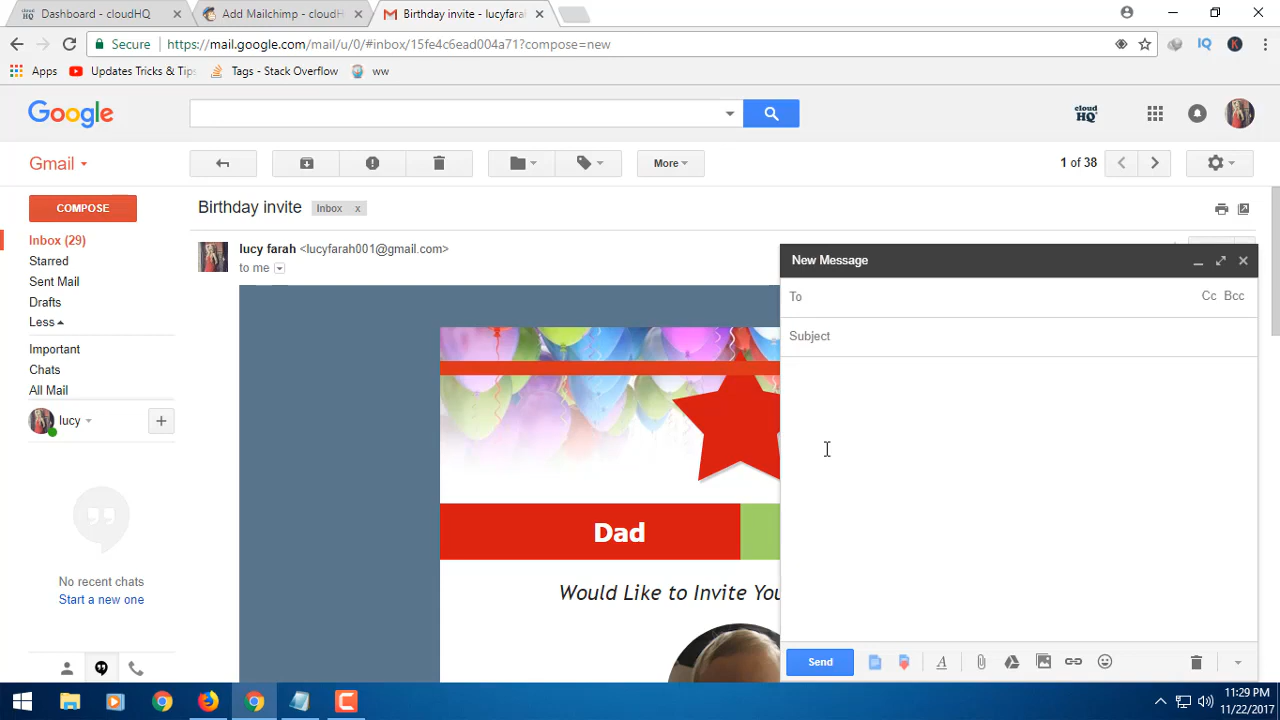 Dashboard - cloudHQ
Add Mailchimp - cloudH
Birthday invite - lucyfarah
Secure
https://mail.google.com/mail/u/0/#inbox/15fe4c6ead004a71?compose=new
IQ
K
Apps
Updates Tricks & Tips
Tags - Stack Overflow
ww
Google
cloud
HQ
Gmail
More
1 of 38
COMPOSE
Birthday invite
Inbox x
Inbox (29)
Starred
Sent Mail
Drafts
Less
Important
Chats
All Mail
lucy
No recent chats
Start a new one
lucy farah <lucyfarah001@gmail.com>
to me
Dad
Would Like to Invite You
New Message
To
Cc Bcc
Subject
Send
A
11:29 PM
11/22/2017